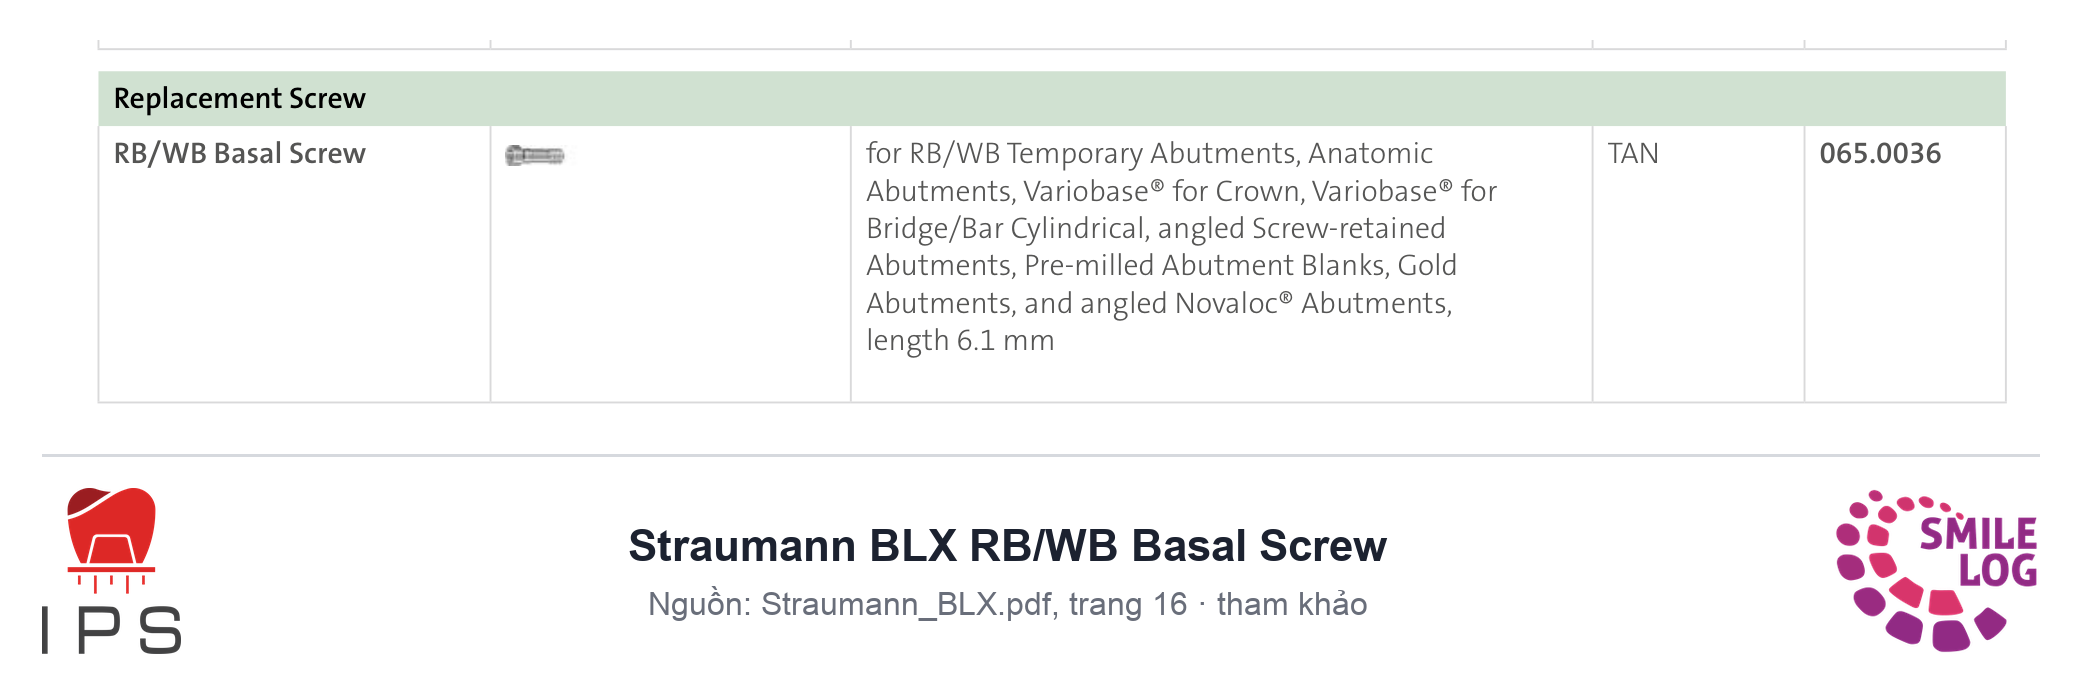 Replacement Screw
RB/WB Basal Screw
for RB/WB Temporary Abutments, Anatomic
Abutments, Variobase® for Crown, Variobase® for
Bridge/Bar Cylindrical, angled Screw-retained
Abutments, Pre-milled Abutment Blanks, Gold
Abutments, and angled Novaloc® Abutments,
length 6.1 mm
TAN
065.0036
IPS
Straumann BLX RB/WB Basal Screw
Nguồn: Straumann_BLX.pdf, trang 16 · tham khảo
SMILE
LOG